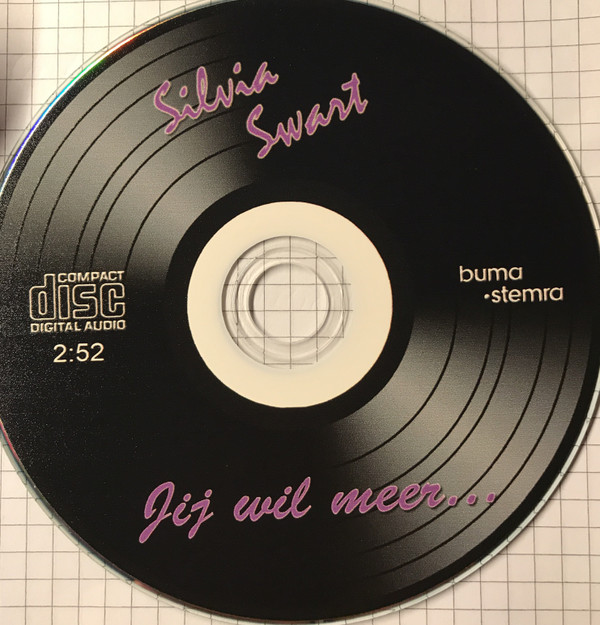 Silvia
Swart
COMPACT
disc
DIGITAL AUDIO
2:52
buma
•stemra
Jij wil meer...